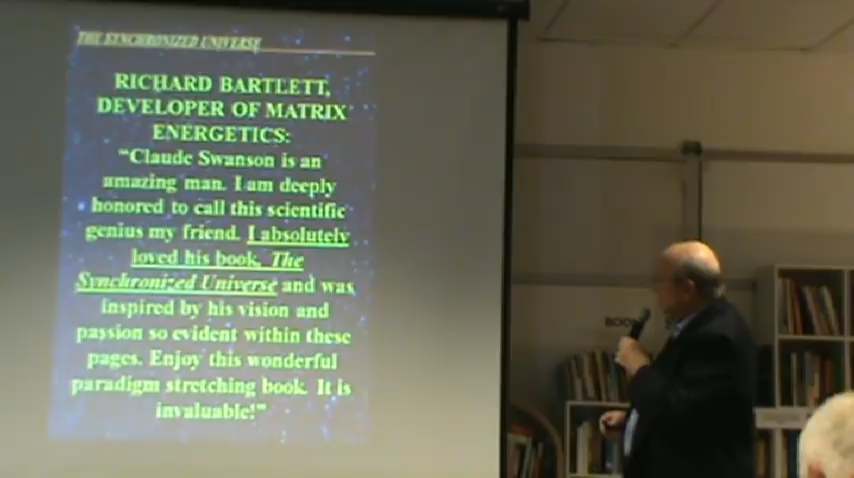 THE SYNCHRONIZED UNIVERSE
RICHARD BARTLETT,
DEVELOPER OF MATRIX
ENERGETICS:
"Claude Swanson is an
amazing man. I am deeply
honored to call this scientific
genius my friend. I absolutely
loved his book, The
Synchronized Universe and was
inspired by his vision and
passion so evident within these
pages. Enjoy this wonderful
paradigm stretching book. It is
invaluable!"